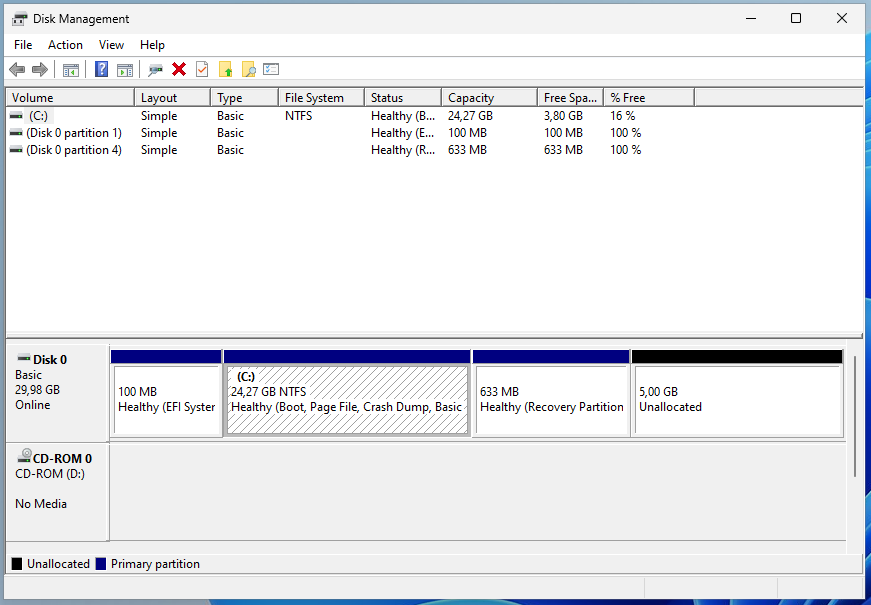 Disk Management
File Action View Help
Volume Layout Type File System Status Capacity Free Spa... % Free
(C:) Simple Basic NTFS Healthy (B... 24,27 GB 3,80 GB 16 %
(Disk 0 partition 1) Simple Basic Healthy (E... 100 MB 100 MB 100 %
(Disk 0 partition 4) Simple Basic Healthy (R... 633 MB 633 MB 100 %
Disk 0
Basic
29,98 GB
Online
100 MB
Healthy (EFI System
(C:)
24,27 GB NTFS
Healthy (Boot, Page File, Crash Dump, Basic
633 MB
Healthy (Recovery Partition
5,00 GB
Unallocated
CD-ROM 0
CD-ROM (D:)
No Media
Unallocated Primary partition